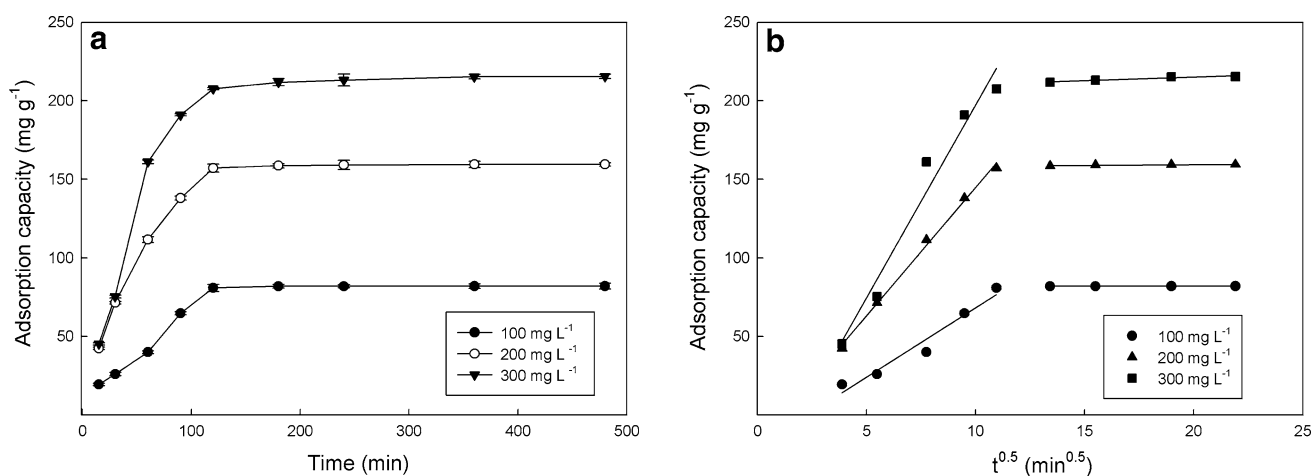 a
Adsorption capacity (mg g-1)
250
200
150
100
50
0
100
200
300
400
500
Time (min)
100 mg L-1
200 mg L-1
300 mg L-1
b
Adsorption capacity (mg g-1)
250
200
150
100
50
0
5
10
15
20
25
t0.5 (min0.5)
100 mg L-1
200 mg L-1
300 mg L-1